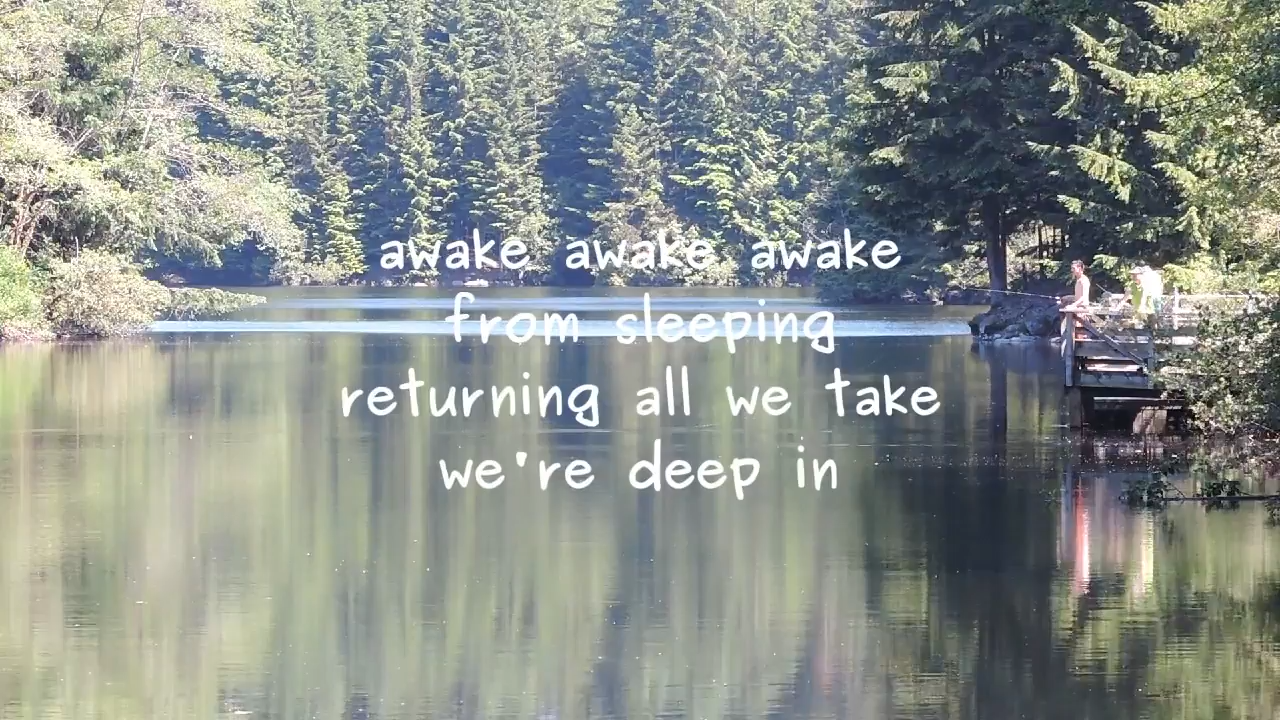 awake awake awake
from sleeping
returning all we take
we're deep in